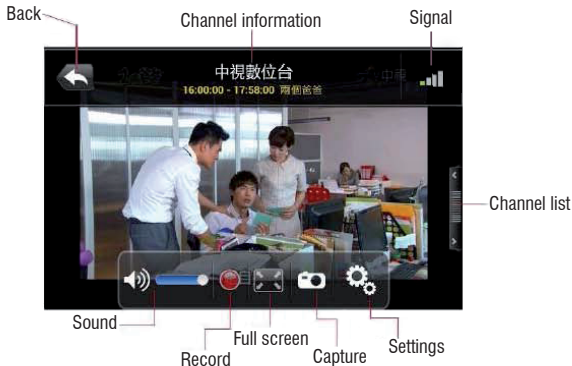 Back
Channel information
Signal
中視數位台
16:00:00 - 17:58:00 兩個爸爸
Channel list
Sound
Record
Full screen
Capture
Settings